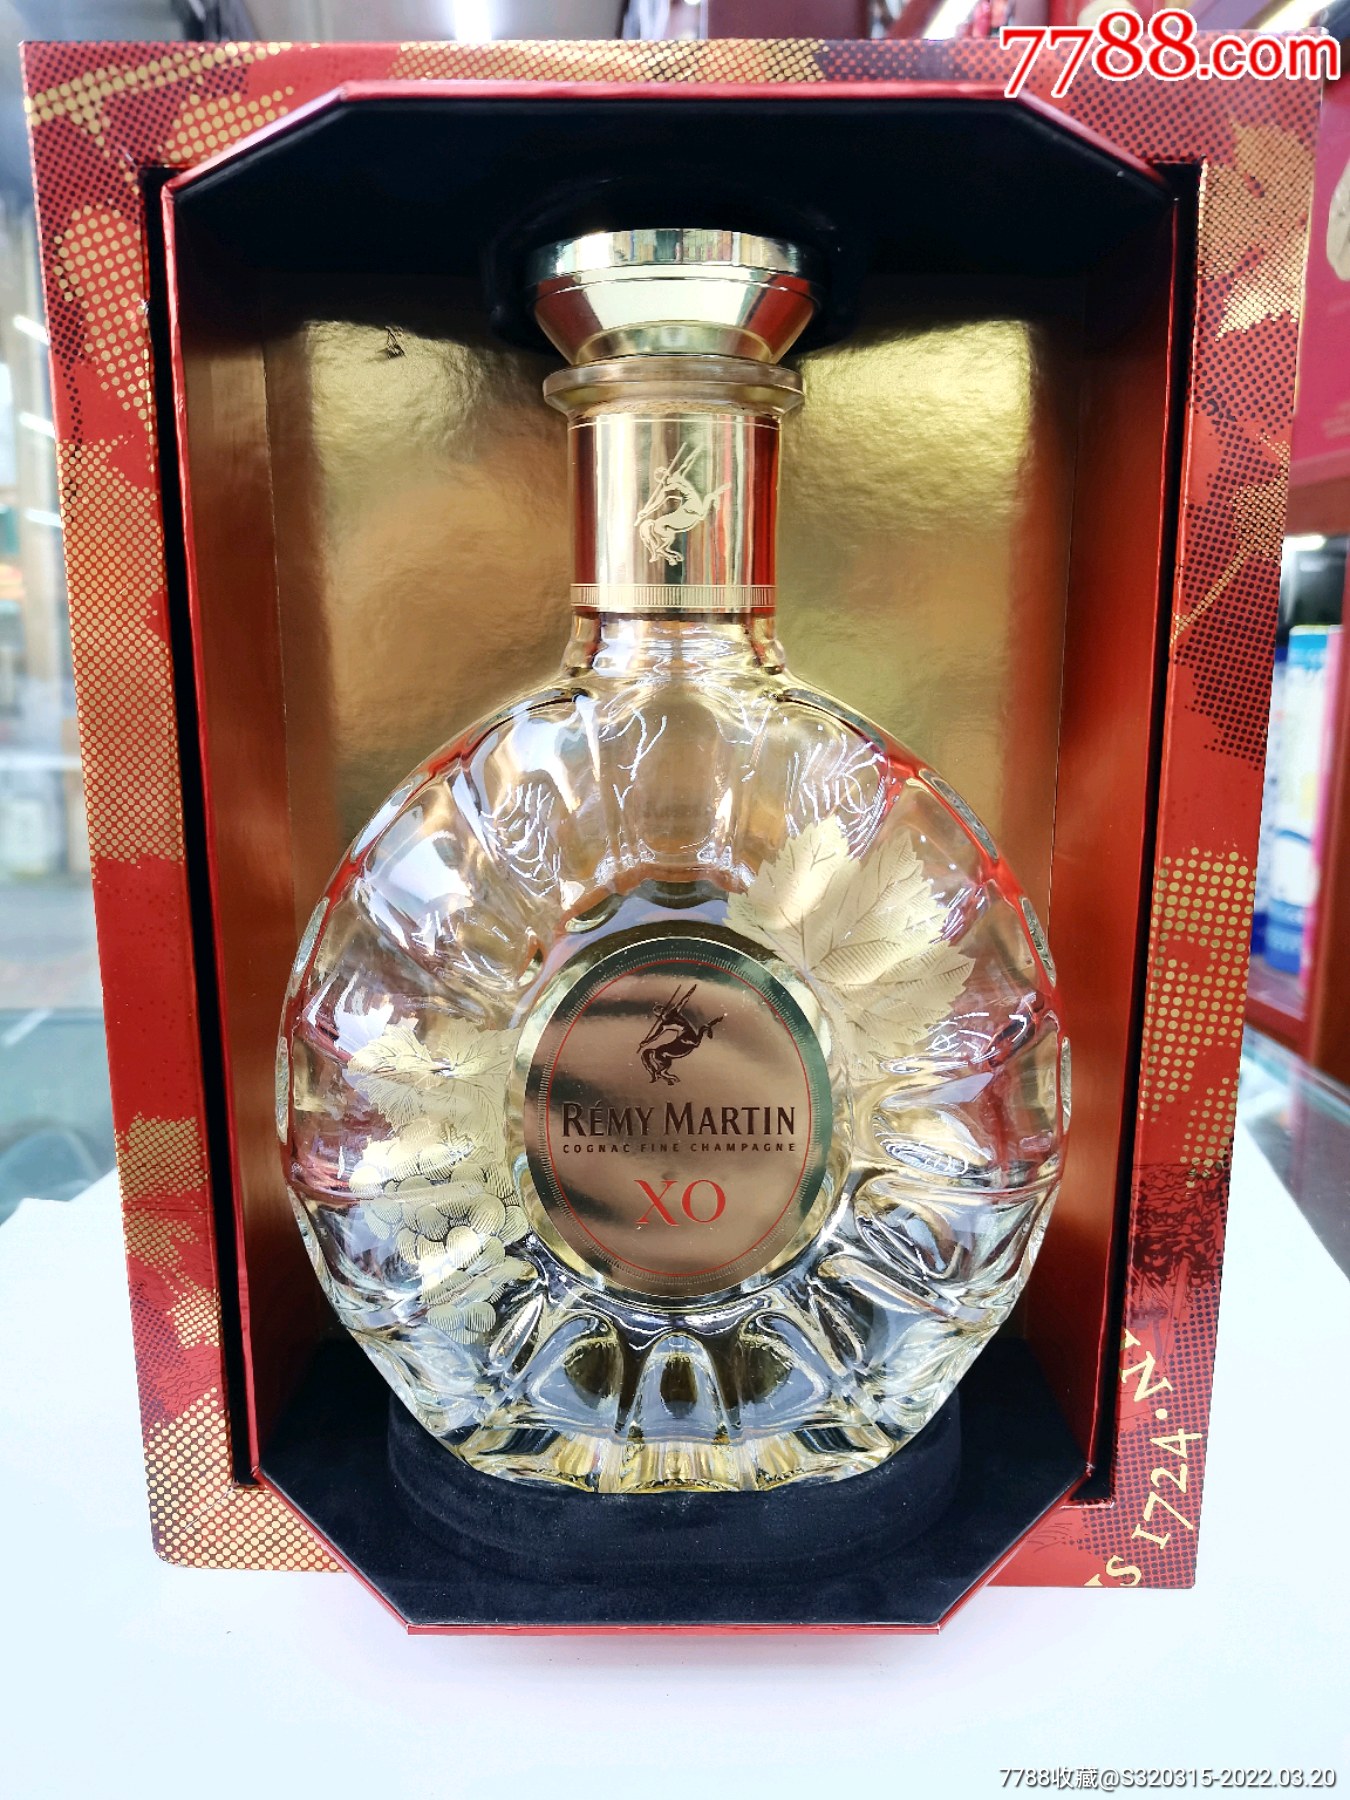 7788.com
RÉMY MARTIN
COGNAC FINE CHAMPAGNE
XO
1724
7788收藏@S320315-2022.03.20